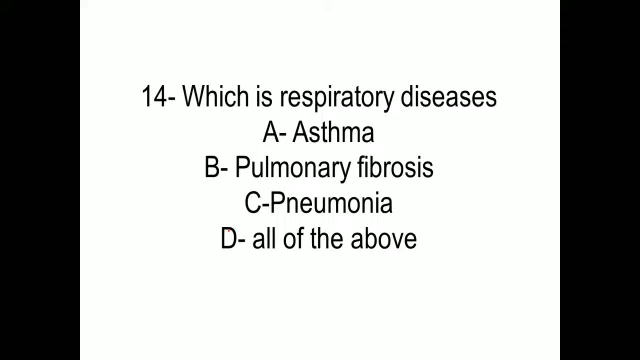 14- Which is respiratory diseases
A- Asthma
B- Pulmonary fibrosis
C-Pneumonia
D- all of the above